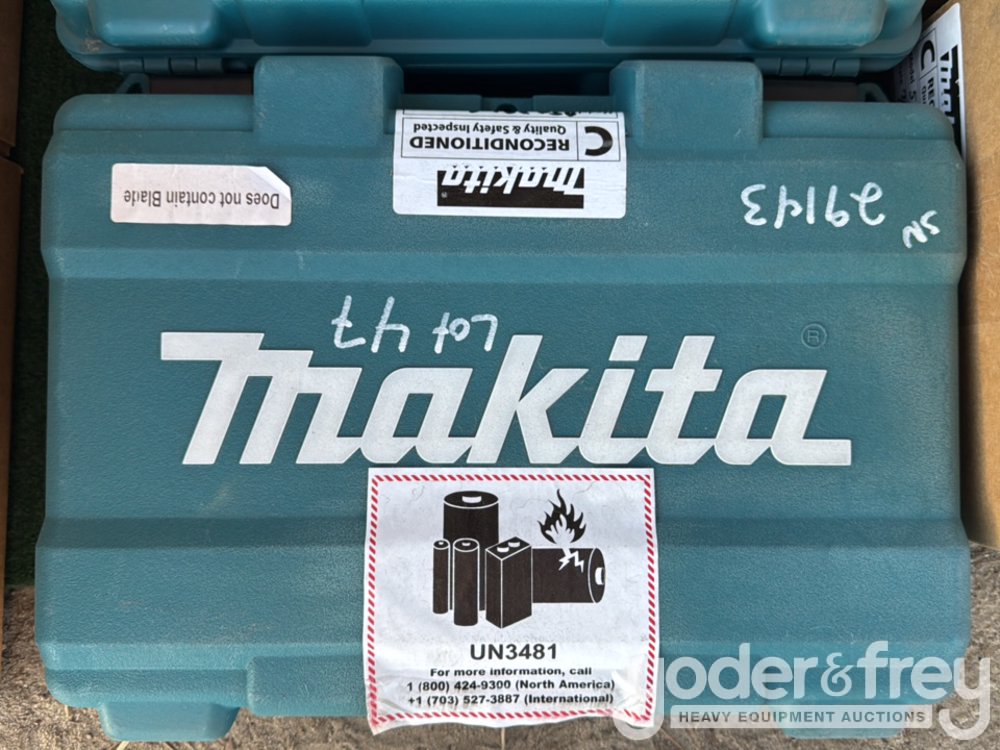 Does not contain Blade
makita
®
C
RECONDITIONED
Quality & Safety Inspected
SN
29143
Lot 47
makita
®
UN3481
For more information, call
1 (800) 424-9300 (North America)
+1 (703) 527-3887 (International)
yoder&frey
HEAVY EQUIPMENT AUCTIONS